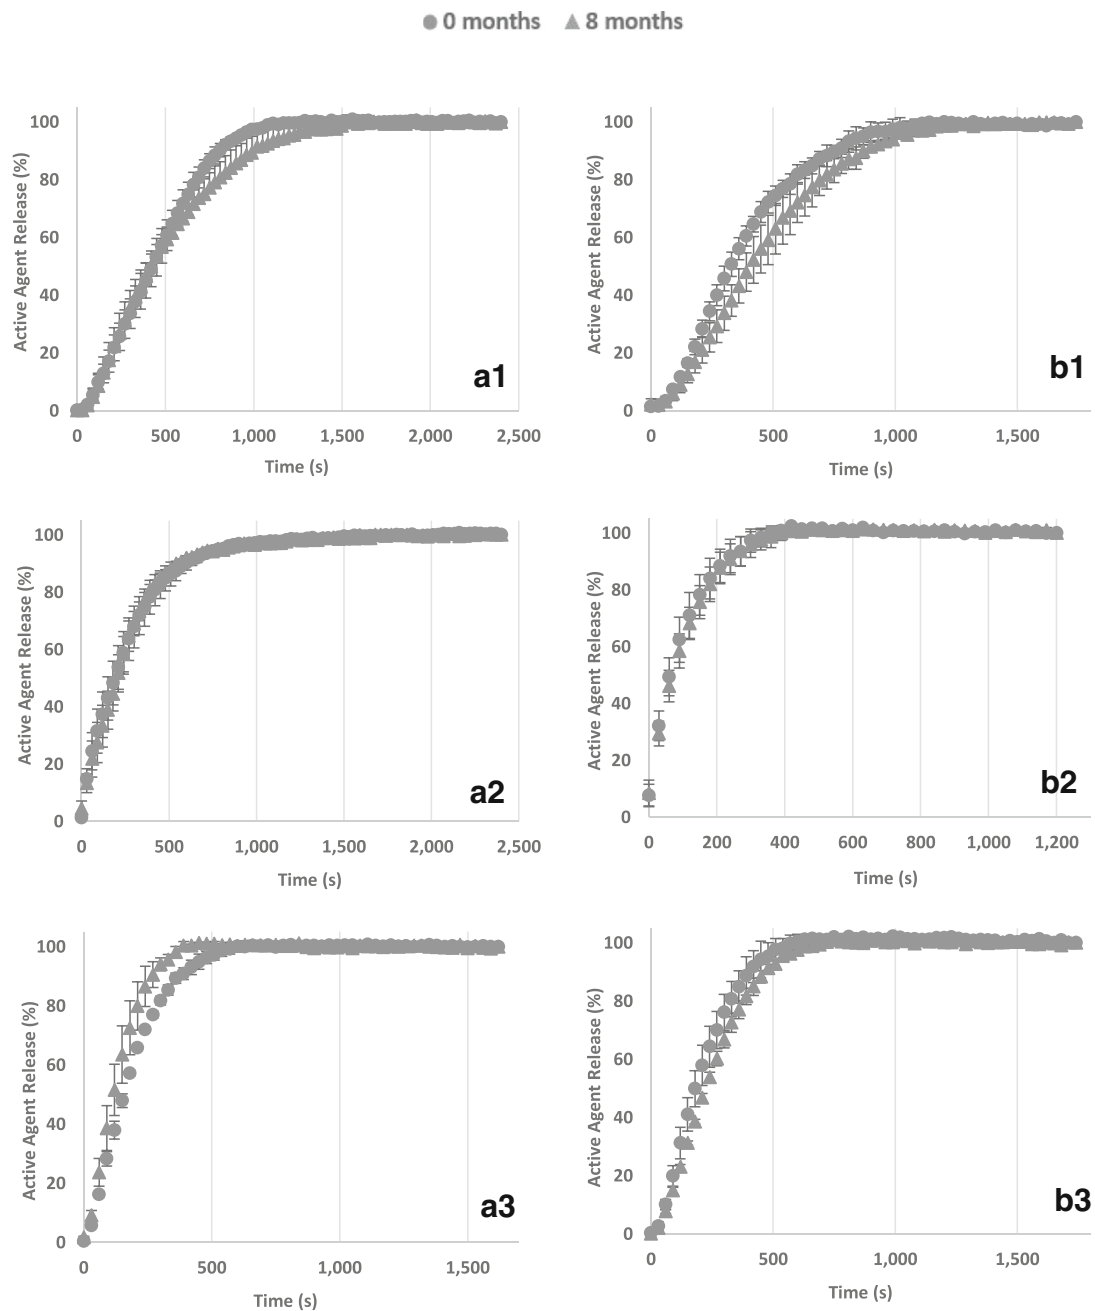 0 months 8 months
Active Agent Release (%)
100
80
60
40
20
0
0 500 1,000 1,500 2,000 2,500
Time (s)
a1
Active Agent Release (%)
100
80
60
40
20
0
0 500 1,000 1,500
Time (s)
b1
Active Agent Release (%)
100
80
60
40
20
0
0 500 1,000 1,500 2,000 2,500
Time (s)
a2
Active Agent Release (%)
100
80
60
40
20
0
0 200 400 600 800 1,000 1,200
Time (s)
b2
Active Agent Release (%)
100
80
60
40
20
0
0 500 1,000 1,500
Time (s)
a3
Active Agent Release (%)
100
80
60
40
20
0
0 500 1,000 1,500
Time (s)
b3